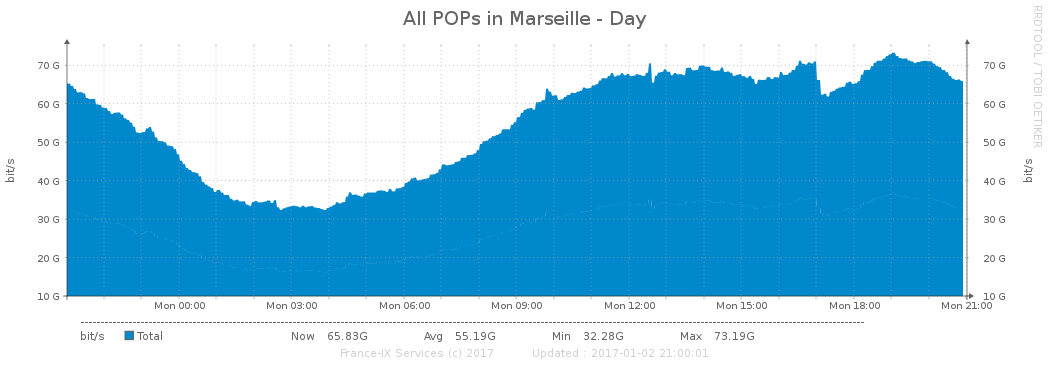 All POPs in Marseille - Day
RRDTOOL / TOBI OETIKER
bit/s
70 G
60 G
50 G
40 G
30 G
20 G
10 G
70 G
60 G
50 G
40 G
30 G
20 G
10 G
bit/s
Mon 00:00 Mon 03:00 Mon 06:00 Mon 09:00 Mon 12:00 Mon 15:00 Mon 18:00 Mon 21:00
bit/s Total Now 65.83G Avg 55.19G Min 32.28G Max 73.19G
France-IX Services (c) 2017 Updated : 2017-01-02 21:00:01